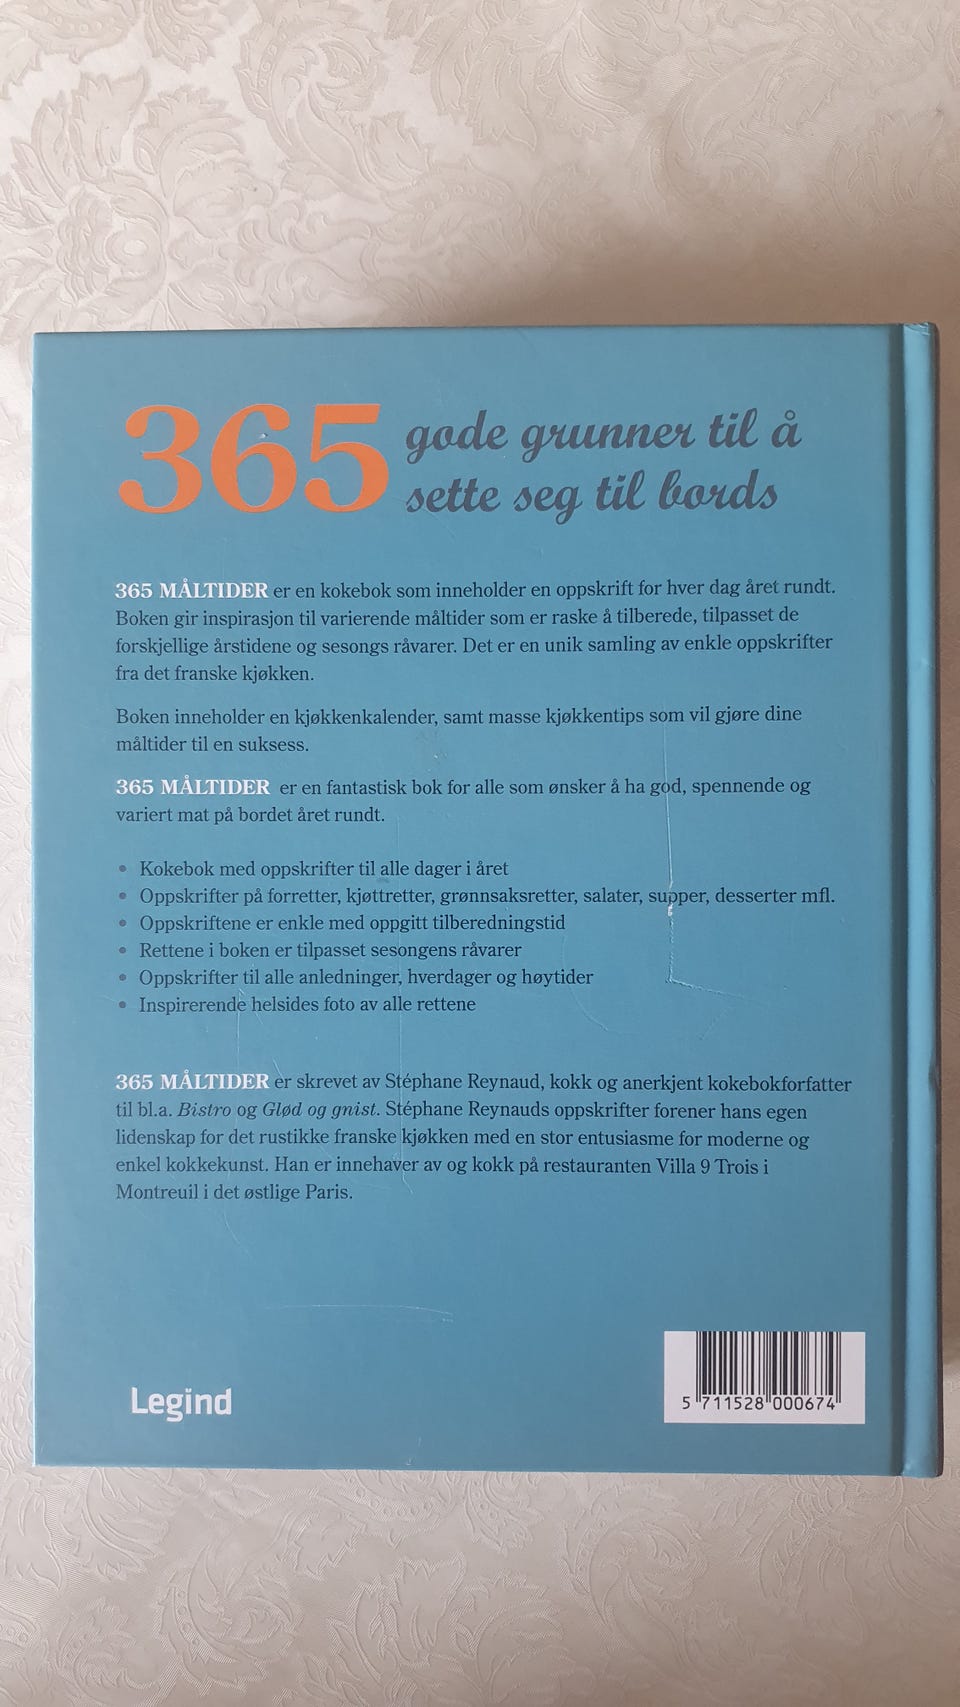 365 gode grunner til å
sette seg til bords
365 MÅLTIDER er en kokebok som inneholder en oppskrift for hver dag året rundt.
Boken gir inspirasjon til varierende måltider som er raske å tilberede, tilpasset de
forskjellige årstidene og sesongs råvarer. Det er en unik samling av enkle oppskrifter
fra det franske kjøkken.
Boken inneholder en kjøkkenkalender, samt masse kjøkkentips som vil gjøre dine
måltider til en suksess.
365 MÅLTIDER er en fantastisk bok for alle som ønsker å ha god, spennende og
variert mat på bordet året rundt.
• Kokebok med oppskrifter til alle dager i året
• Oppskrifter på forretter, kjøttretter, grønnsaksretter, salater, supper, desserter mfl.
• Oppskriftene er enkle med oppgitt tilberedningstid
• Rettene i boken er tilpasset sesongens råvarer
• Oppskrifter til alle anledninger, hverdager og høytider
• Inspirerende helsides foto av alle rettene
365 MÅLTIDER er skrevet av Stéphane Reynaud, kokk og anerkjent kokebokforfatter
til bl.a. Bistro og Glød og gnist. Stéphane Reynauds oppskrifter forener hans egen
lidenskap for det rustikke franske kjøkken med en stor entusiasme for moderne og
enkel kokkekunst. Han er innehaver av og kokk på restauranten Villa 9 Trois i
Montreuil i det østlige Paris.
Legind
5 711528 000674